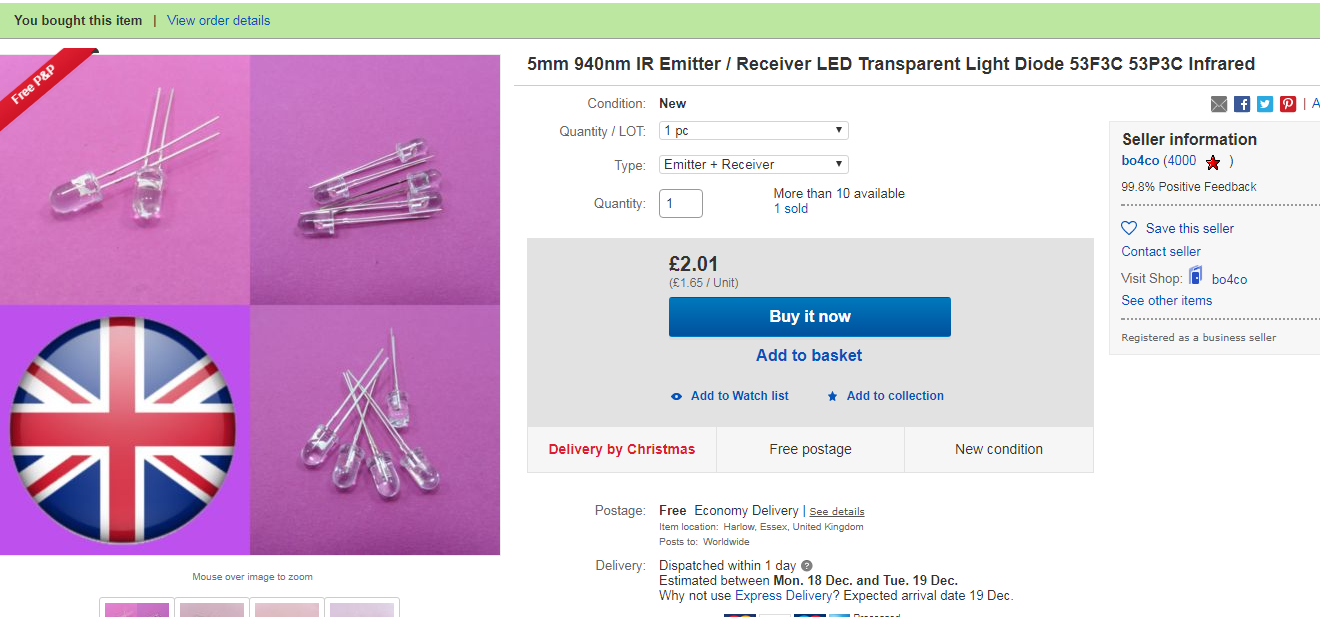 You bought this item | View order details
Free P&P
5mm 940nm IR Emitter / Receiver LED Transparent Light Diode 53F3C 53P3C Infrared
Condition: New
Quantity / LOT: 1 pc
Type: Emitter + Receiver
Quantity: 1
More than 10 available
1 sold
£2.01
(£1.65 / Unit)
Buy it now
Add to basket
Add to Watch list
Add to collection
Delivery by Christmas
Free postage
New condition
Postage: Free Economy Delivery | See details
Item location: Harlow, Essex, United Kingdom
Posts to: Worldwide
Delivery: Dispatched within 1 day
Estimated between Mon. 18 Dec. and Tue. 19 Dec.
Why not use Express Delivery? Expected arrival date 19 Dec.
| A
Seller information
bo4co (4000 )
99.8% Positive Feedback
Save this seller
Contact seller
Visit Shop: bo4co
See other items
Registered as a business seller
Mouse over image to zoom